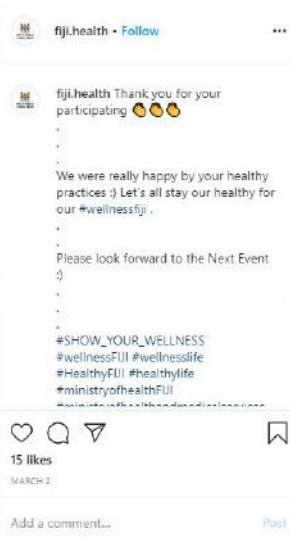 fiji.health • Follow
fiji.health Thank you for your
participating 👏👏👏
.
.
.
We were really happy by your healthy
practices :) Let's all stay our healthy for
our #wellnessfiji .
.
.
Please look forward to the Next Event
:)
.
.
.
.
#SHOW_YOUR_WELLNESS
#wellnessFIJI #wellnesslife
#HealthyFIJI #healthylife
#ministryofhealthFIJI
#ministryofhealthandmedicalservices
15 likes
MARCH 2
Add a comment...
Post